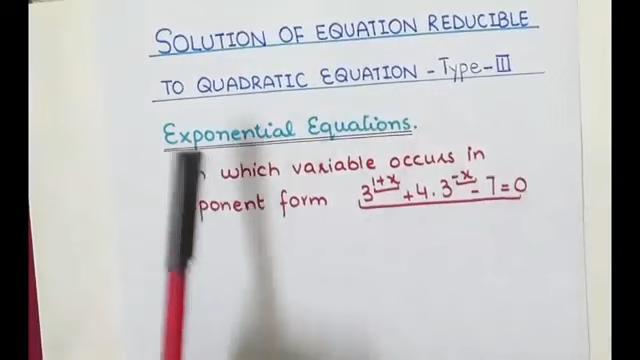 SOLUTION OF EQUATION REDUCIBLE
TO QUADRATIC EQUATION - Type - III
Exponential Equations.
which variable occurs in
form 3^{1+x} + 4 . 3^{-x} - 7 = 0